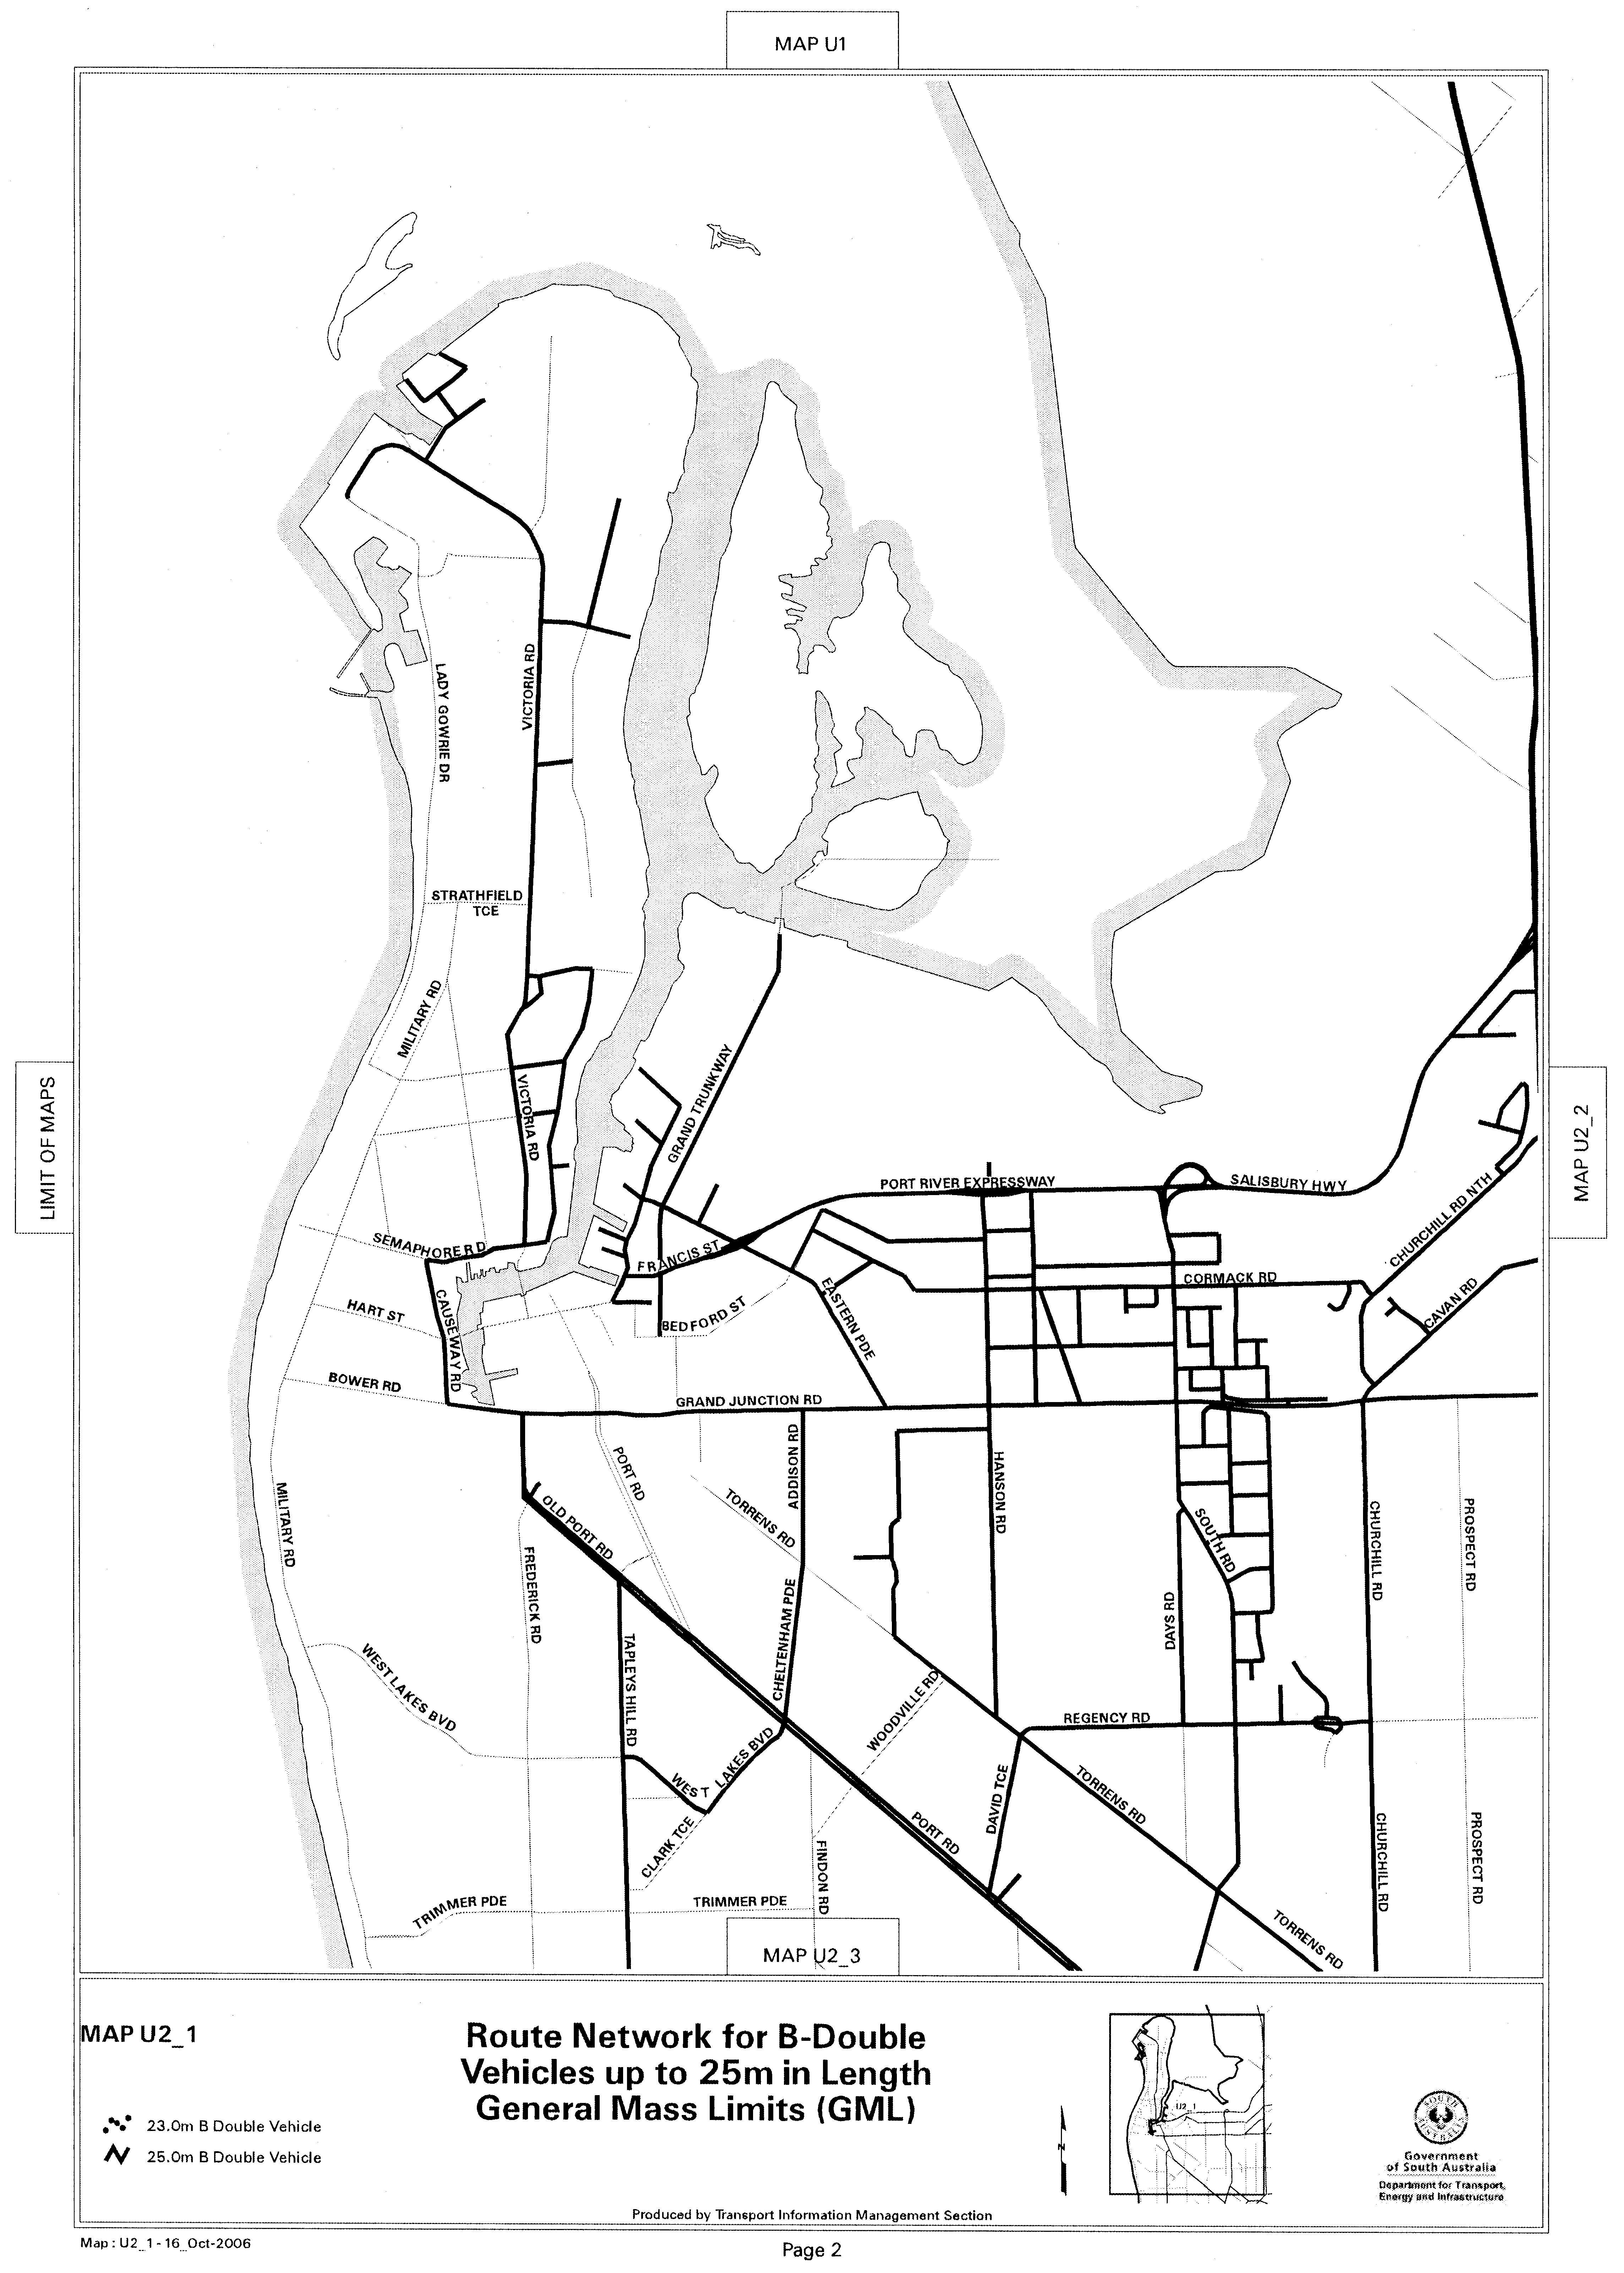 MAP U1
LIMIT OF MAPS
MAP U2_2
LADY GOWRIE DR
VICTORIA RD
STRATHFIELD
TCE
MILITARY RD
VICTORIA RD
GRAND TRUNKWAY
PORT RIVER EXPRESSWAY
SALISBURY HWY
CHURCHILL RD NTH
SEMAPHORE RD
FRANCIS ST
CORMACK RD
CAVAN RD
HART ST
CAUSEWAY RD
BEDFORD ST
EASTERN PDE
BOWER RD
GRAND JUNCTION RD
MILITARY RD
PORT RD
ADDISON RD
TORRENS RD
HANSON RD
OLD PORT RD
SOUTH RD
CHURCHILL RD
PROSPECT RD
FREDERICK RD
CHELTENHAM PDE
DAYS RD
TAPLEYS HILL RD
WEST LAKES BVD
WOODVILLE RD
REGENCY RD
WEST LAKES BVD
TORRENS RD
DAVID TCE
CLARK TCE
PORT RD
FINDON RD
CHURCHILL RD
PROSPECT RD
TRIMMER PDE
TRIMMER PDE
TORRENS RD
MAP U2_3
MAP U2_1
Route Network for B-Double
Vehicles up to 25m in Length
General Mass Limits (GML)
23.0m B Double Vehicle
25.0m B Double Vehicle
N
U2_1
SOUTH
AUSTRALIA
Government
of South Australia
Department for Transport,
Energy and Infrastructure
Produced by Transport Information Management Section
Map : U2_1 - 16_Oct-2006
Page 2